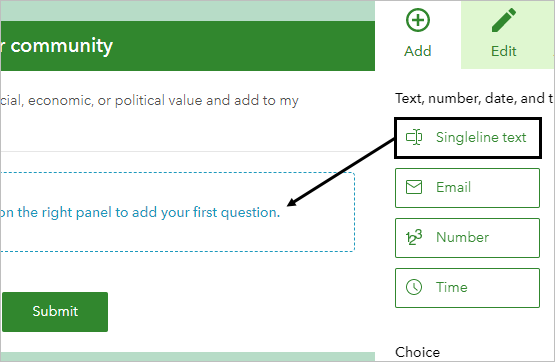 r community
Add
Edit
cial, economic, or political value and add to my
Text, number, date, and t
Singleline text
Email
on the right panel to add your first question.
123 Number
Time
Submit
Choice